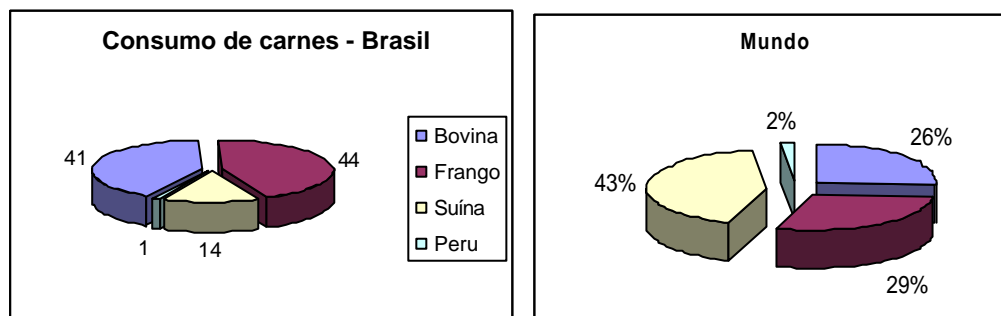 Consumo de carnes - Brasil
41
44
1
14
Bovina
Frango
Suína
Peru
Mundo
2%
26%
43%
29%